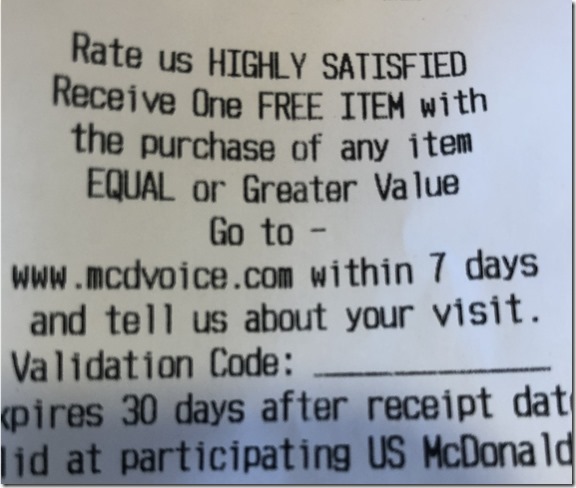 Rate us HIGHLY SATISFIED
Receive One FREE ITEM with
the purchase of any item
EQUAL or Greater Value
Go to -
www.mcdvoice.com within 7 days
and tell us about your visit.
Validation Code: ____________
xpires 30 days after receipt dat
lid at participating US McDonald